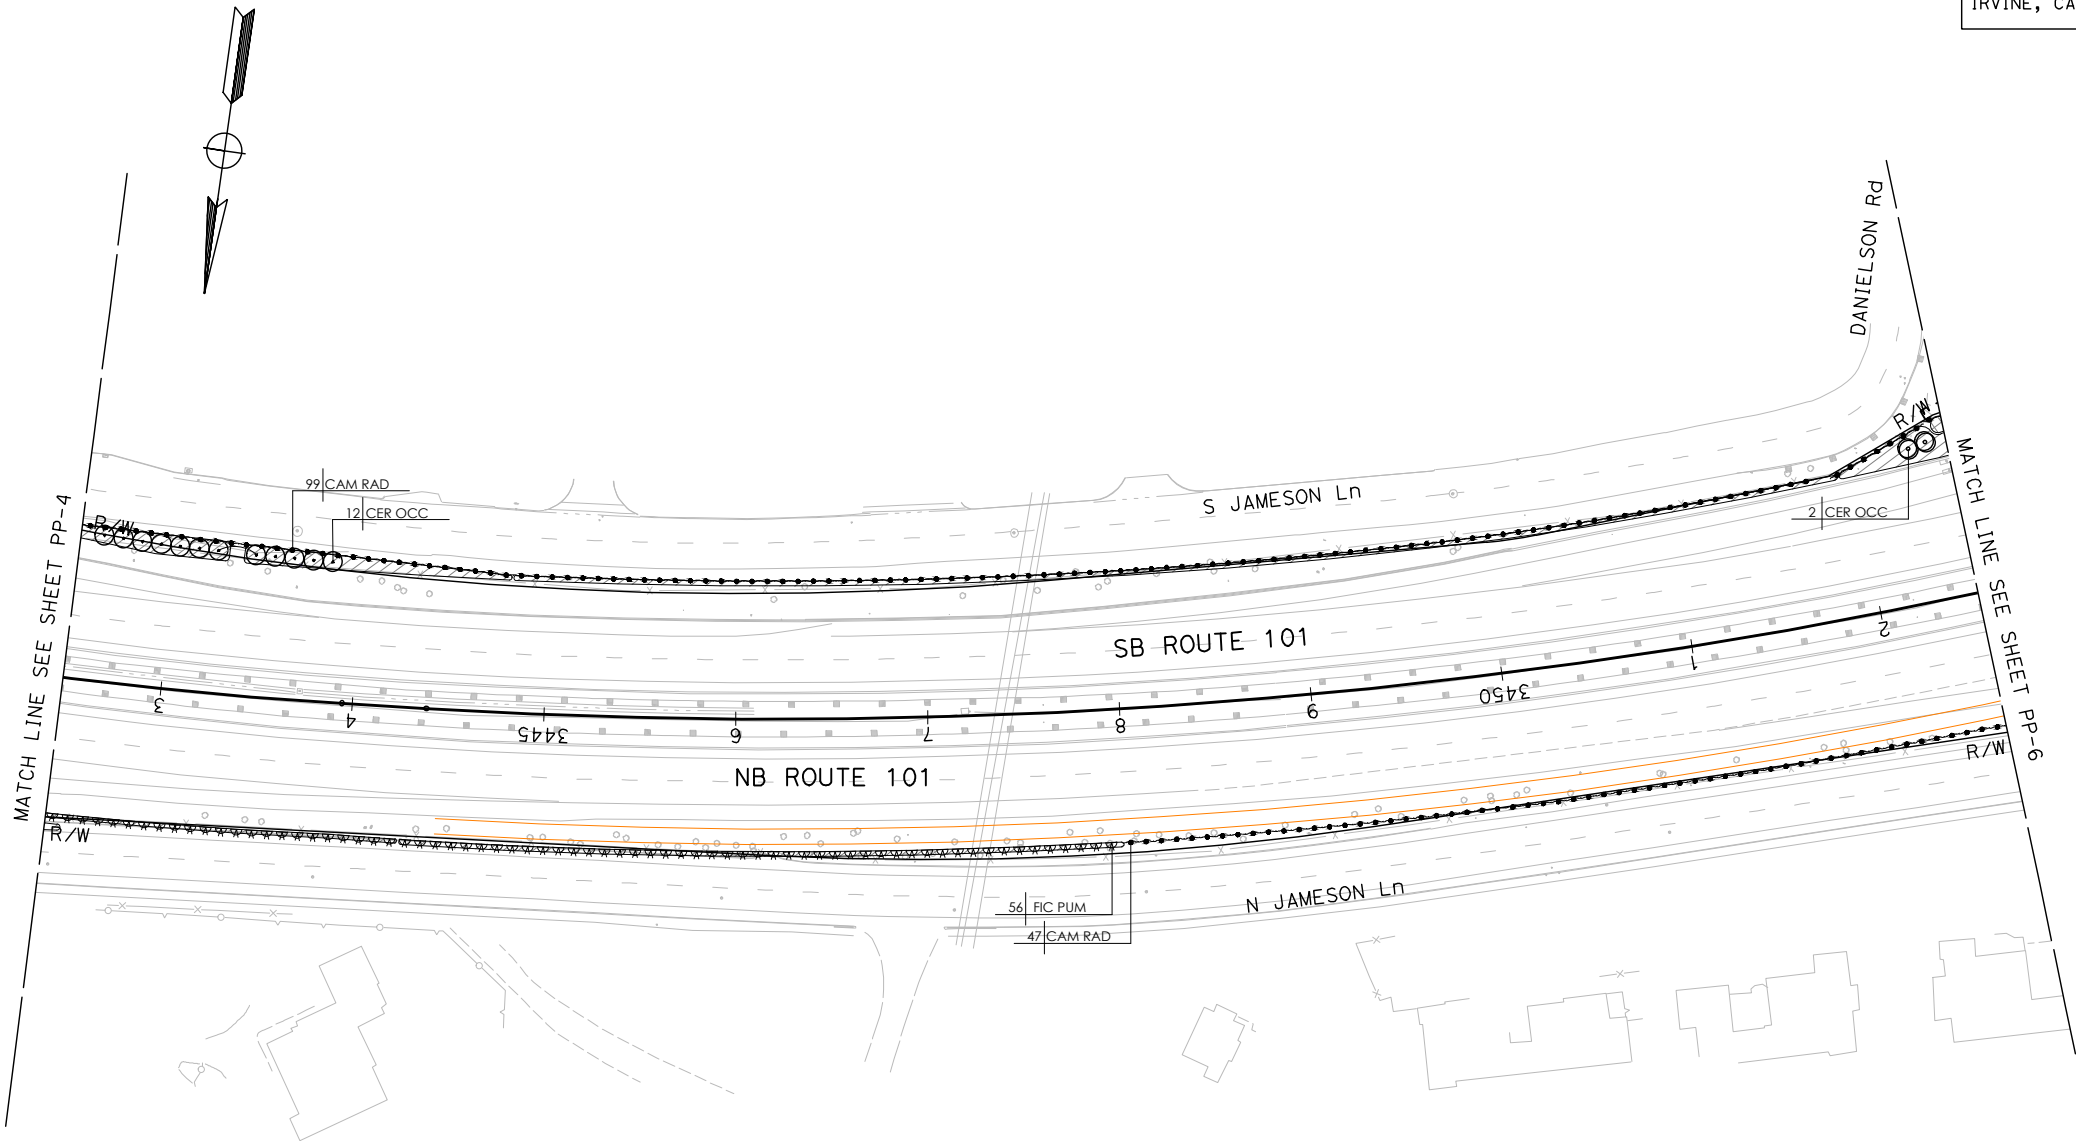 IRVINE, CA
DANIELSON Rd
R/W
99 CAM RAD
12 CER OCC
S JAMESON Ln
2 CER OCC
R/W
MATCH LINE SEE SHEET PP-4
MATCH LINE SEE SHEET PP-6
SB ROUTE 101
3
4
3445
6
7
8
9
3450
1
2
NB ROUTE 101
R/W
R/W
N JAMESON Ln
56 FIC PUM
47 CAM RAD